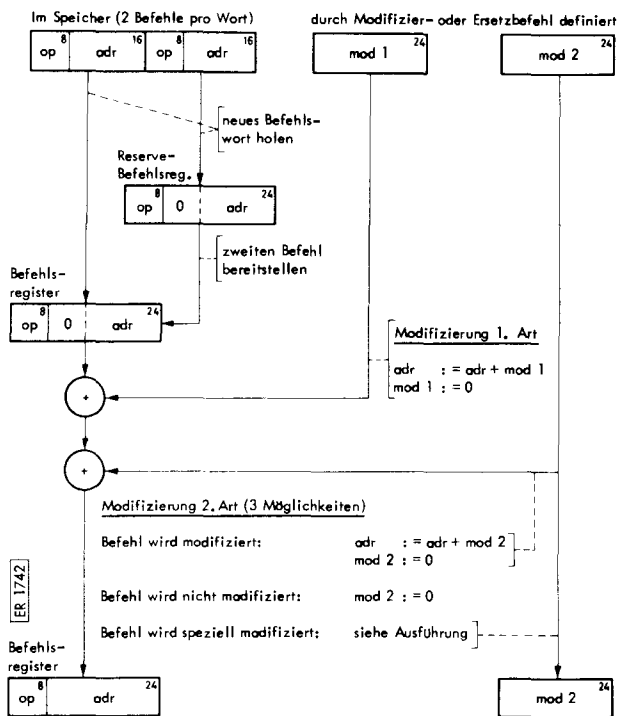 Im Speicher (2 Befehle pro Wort)
durch Modifizier- oder Ersetzbefehl definiert
op 8 adr 16 op 8 adr 16
mod 1 24
mod 2 24
neues Befehls-
wort holen
Reserve-
Befehlsreg.
op 8 0 adr 24
zweiten Befehl
bereitstellen
Befehls-
register
op 8 0 adr 24
Modifizierung 1. Art
adr : = adr + mod 1
mod 1 : = 0
+
+
Modifizierung 2. Art (3 Möglichkeiten)
Befehl wird modifiziert: adr : = adr + mod 2
mod 2 : = 0
Befehl wird nicht modifiziert: mod 2 : = 0
Befehl wird speziell modifiziert: siehe Ausführung
ER 1742
Befehls-
register
op 8 adr 24
mod 2 24